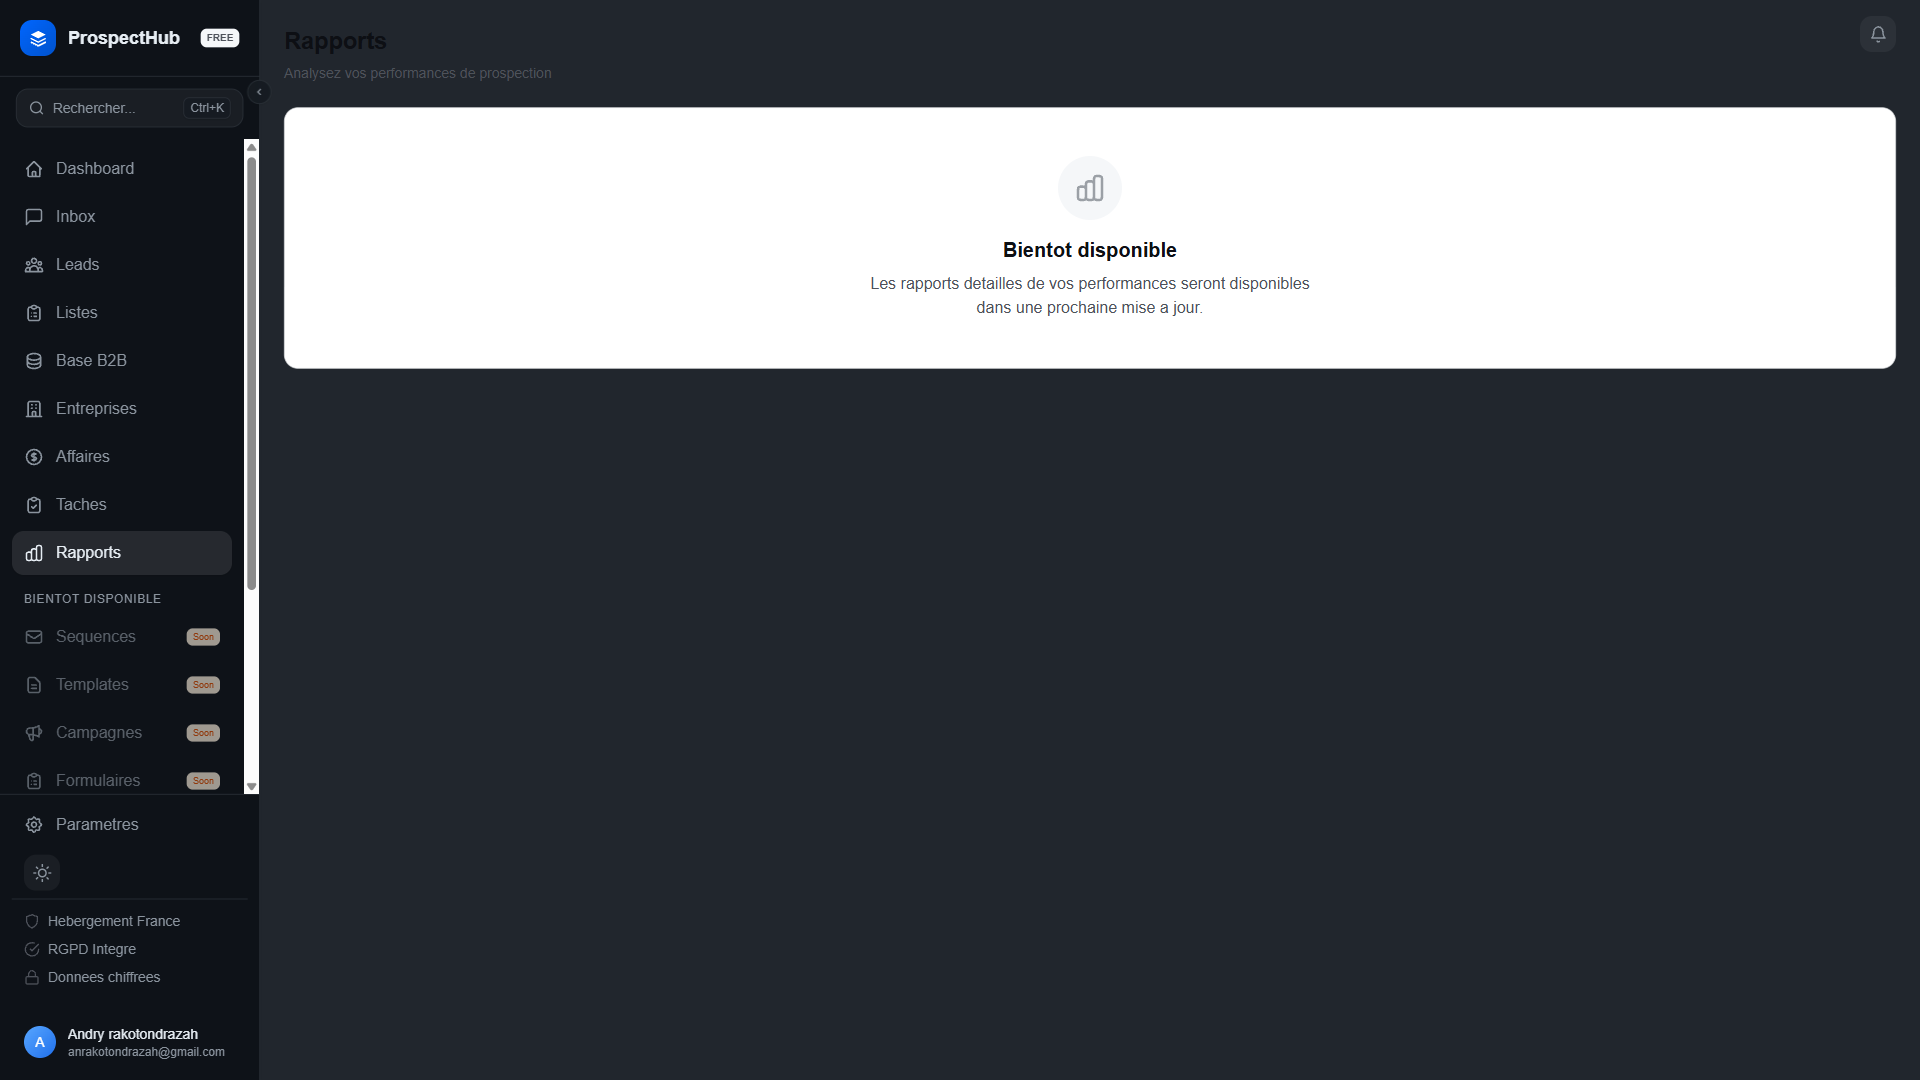 ProspectHub
FREE
Rechercher...
Ctrl+K
Dashboard
Inbox
Leads
Listes
Base B2B
Entreprises
Affaires
Taches
Rapports
BIENTOT DISPONIBLE
Sequences
Soon
Templates
Soon
Campagnes
Soon
Formulaires
Soon
Parametres
Hebergement France
RGPD Integre
Donnees chiffrees
A
Andry rakotondrazah
anrakotondrazah@gmail.com
Rapports
Analysez vos performances de prospection
Bientot disponible
Les rapports detailles de vos performances seront disponibles
dans une prochaine mise a jour.